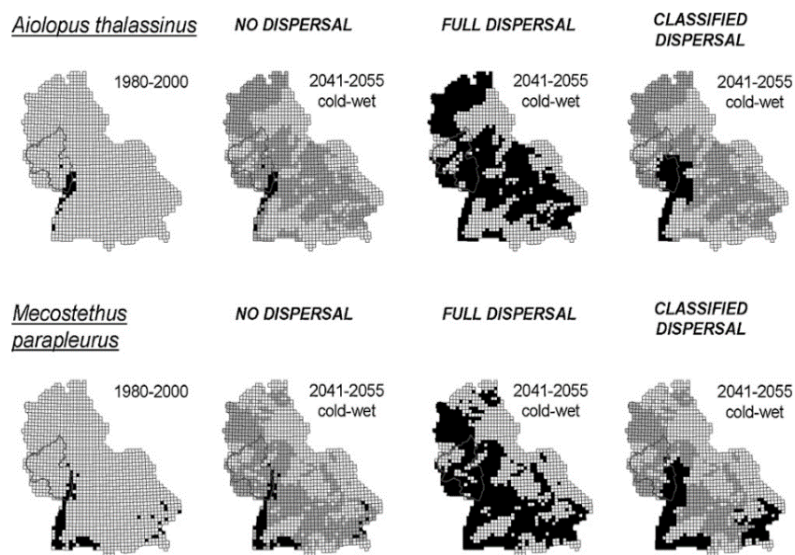 Aiolopus thalassinus
NO DISPERSAL
FULL DISPERSAL
CLASSIFIED
DISPERSAL
1980-2000
2041-2055
cold-wet
2041-2055
cold-wet
2041-2055
cold-wet
Mecostethus
parapleurus
NO DISPERSAL
FULL DISPERSAL
CLASSIFIED
DISPERSAL
1980-2000
2041-2055
cold-wet
2041-2055
cold-wet
2041-2055
cold-wet